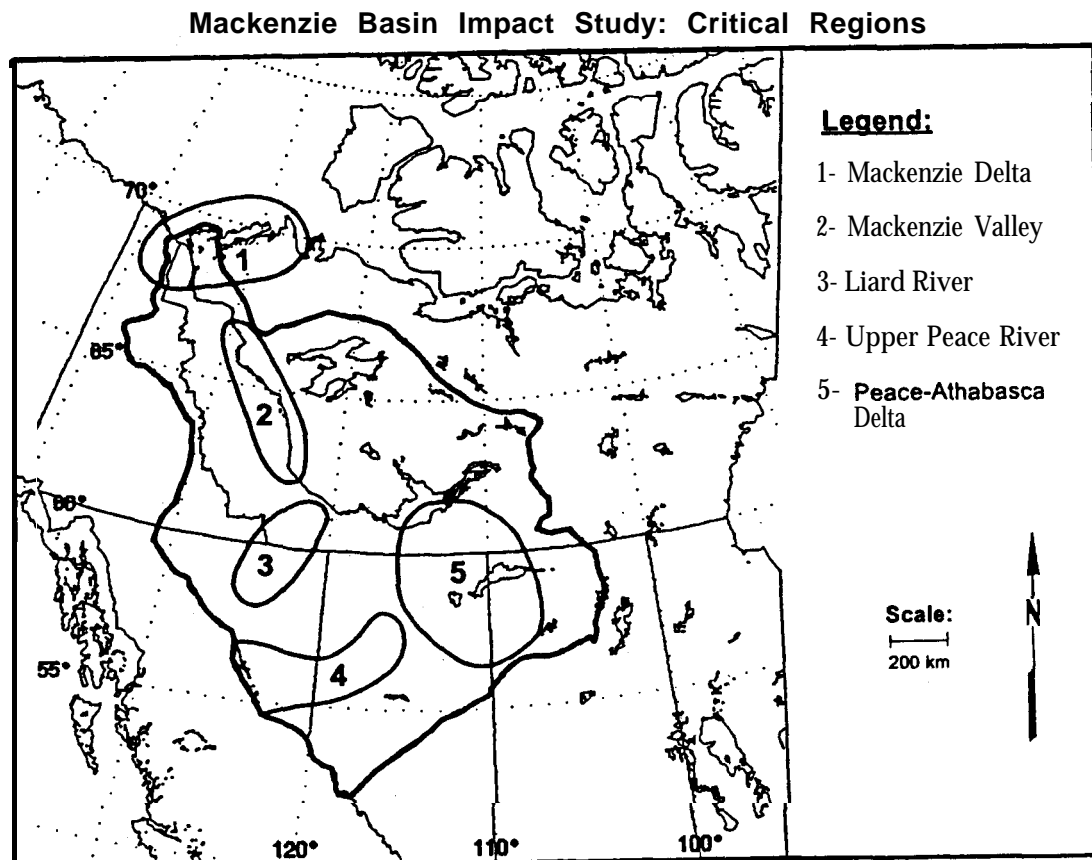 Mackenzie Basin Impact Study: Critical Regions
Legend:
1- Mackenzie Delta
2- Mackenzie Valley
3- Liard River
4- Upper Peace River
5- Peace-Athabasca
Delta
70°
1
65°
2
60°
3
5
4
55°
Scale:
200 km
N
120°
110°
100°